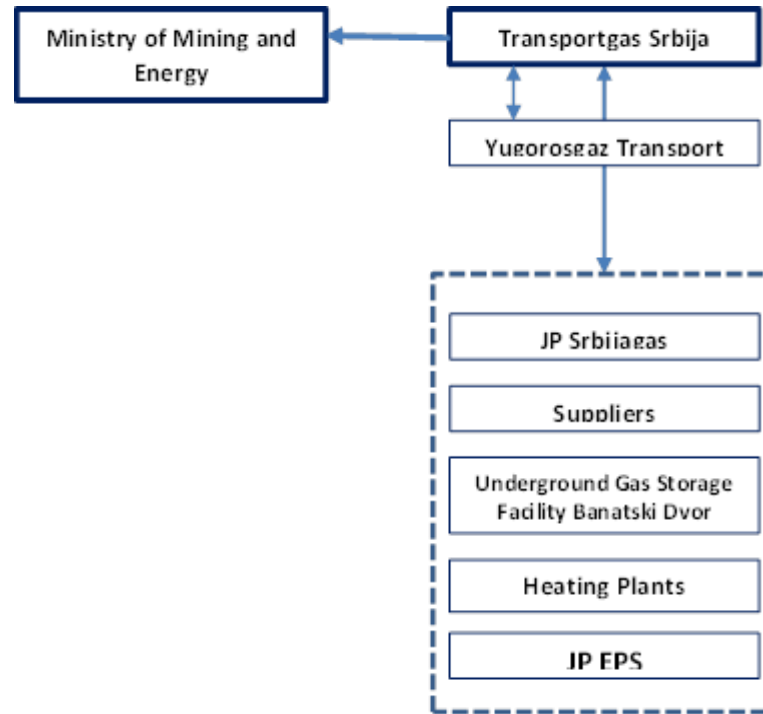 Ministry of Mining and
Energy
Transportgas Srbija
Yugorosgaz Transport
JP Srbijagas
Suppliers
Underground Gas Storage
Facility Banatski Dvor
Heating Plants
JP EPS